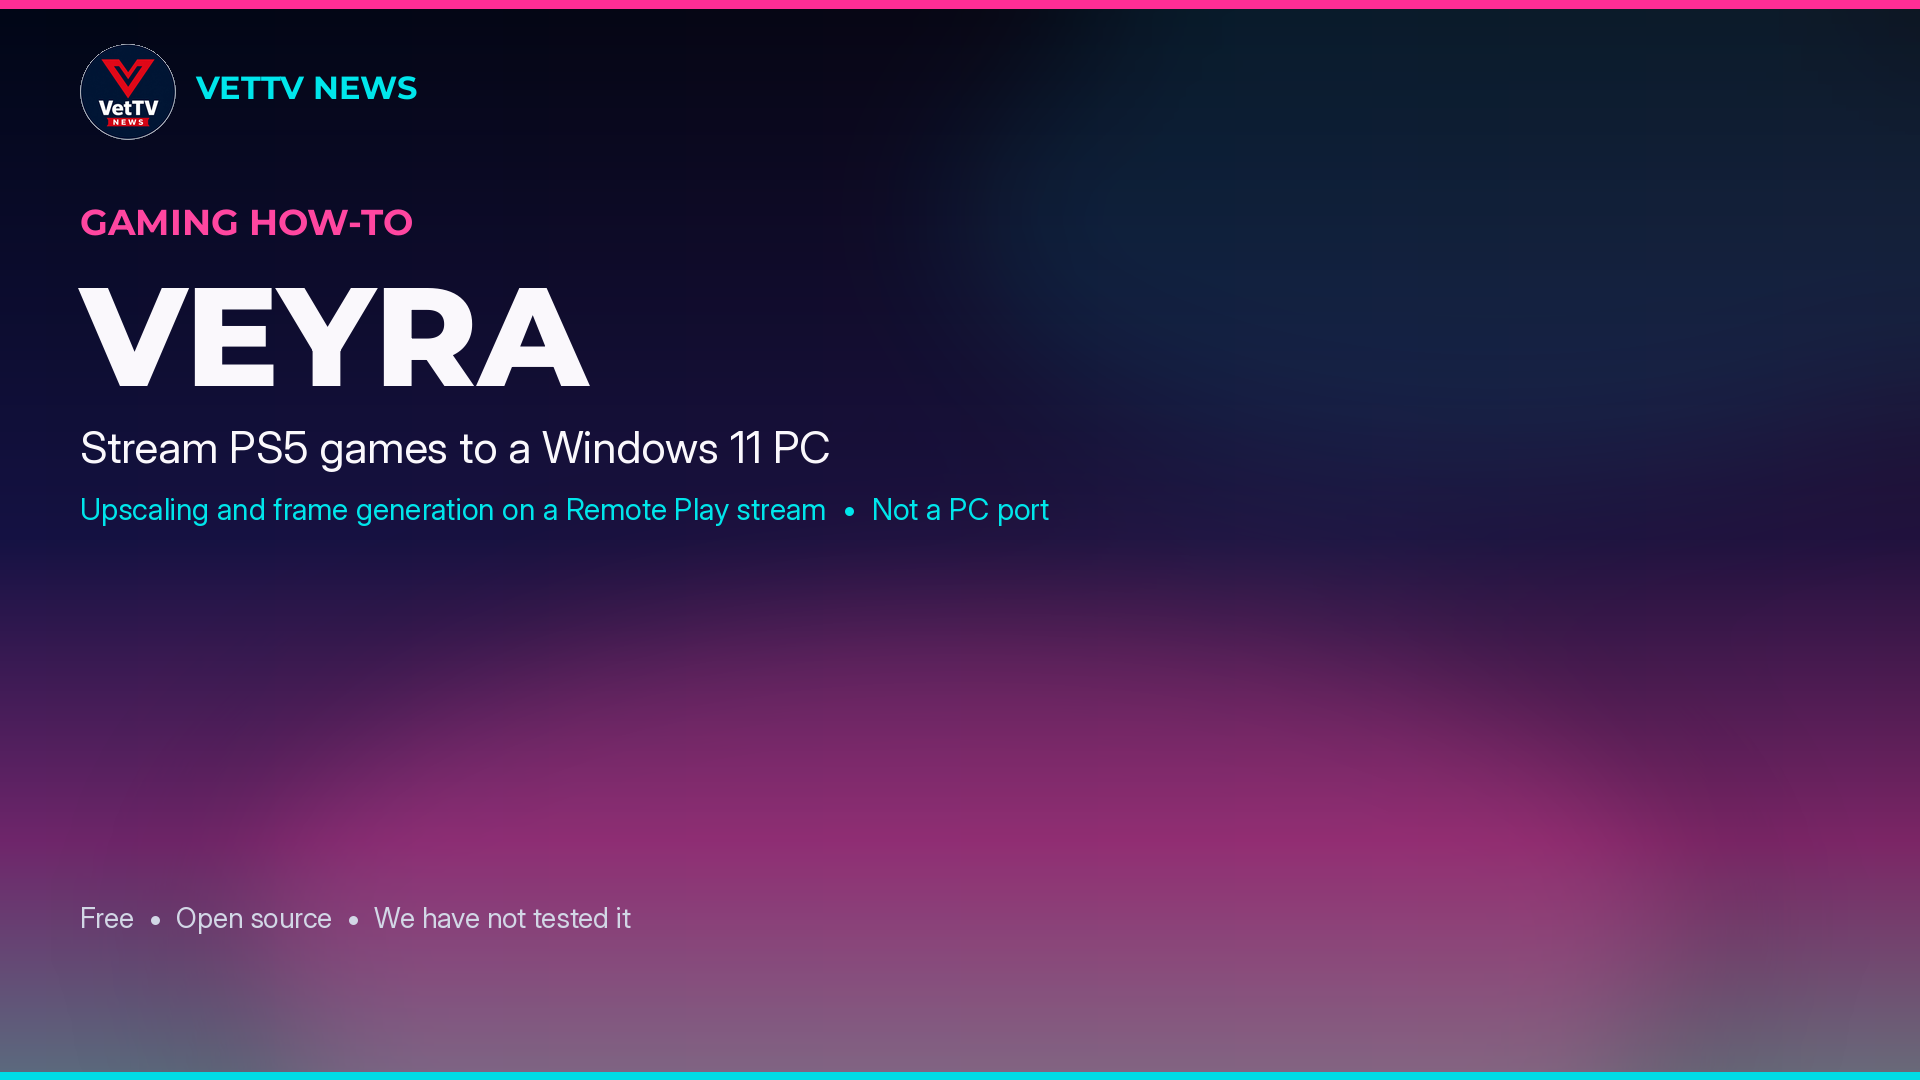 VetTV
NEWS
VETTV NEWS
GAMING HOW-TO
VEYRA
Stream PS5 games to a Windows 11 PC
Upscaling and frame generation on a Remote Play stream • Not a PC port
Free • Open source • We have not tested it